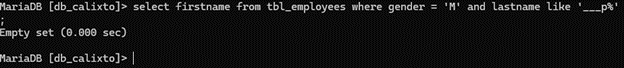 MariaDB [db_calixto]> select firstname from tbl_employees where gender = 'M' and lastname like '___p%'
;
Empty set (0.000 sec)
MariaDB [db_calixto]>